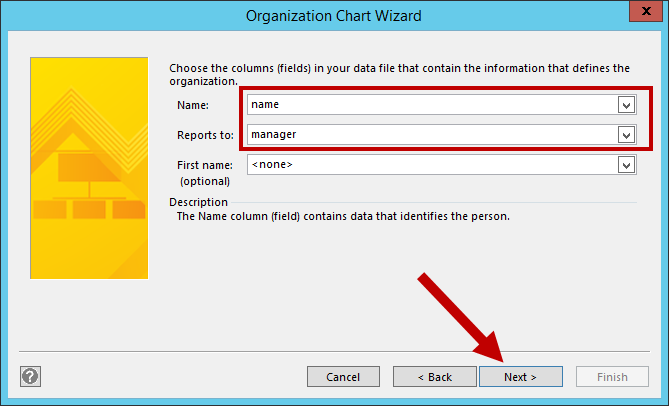 Organization Chart Wizard
x
Choose the columns (fields) in your data file that contain the information that defines the
organization.
Name: name
Reports to: manager
First name: <none>
(optional)
Description
The Name column (field) contains data that identifies the person.
? Cancel < Back Next > Finish